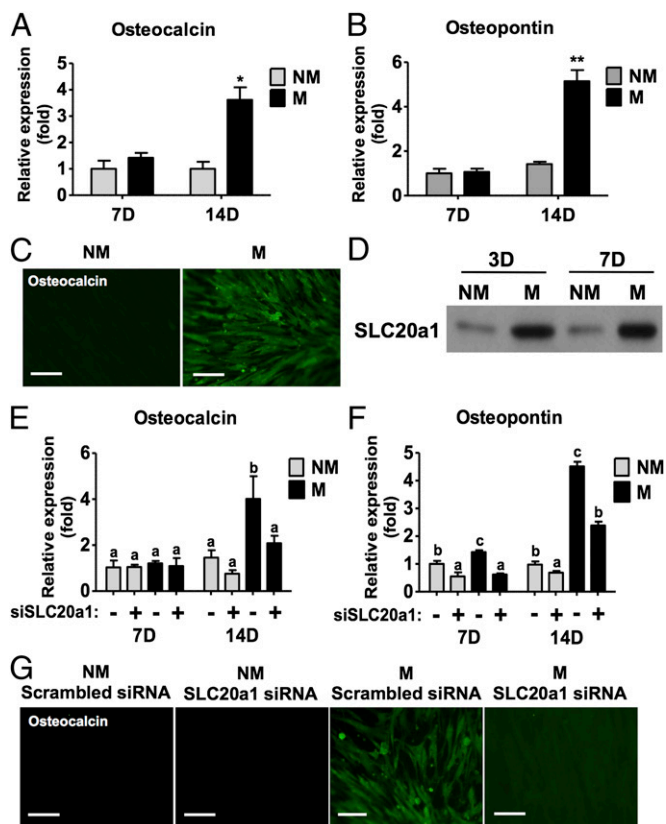 A
Osteocalcin
Relative expression
(fold)
5
4
3
2
1
0
*
7D 14D
NM
M
B
Osteopontin
Relative expression
(fold)
6
4
2
0
**
7D 14D
NM
M
C
NM M
Osteocalcin
D
3D 7D
NM M NM M
SLC20a1
E
Osteocalcin
Relative expression
(fold)
6
4
2
0
a a a a a a b a
siSLC20a1: - + - + - + - +
7D 14D
NM
M
F
Osteopontin
Relative expression
(fold)
5
4
3
2
1
0
b a c a b a c b
siSLC20a1: - + - + - + - +
7D 14D
NM
M
G
NM NM M M
Scrambled siRNA SLC20a1 siRNA Scrambled siRNA SLC20a1 siRNA
Osteocalcin